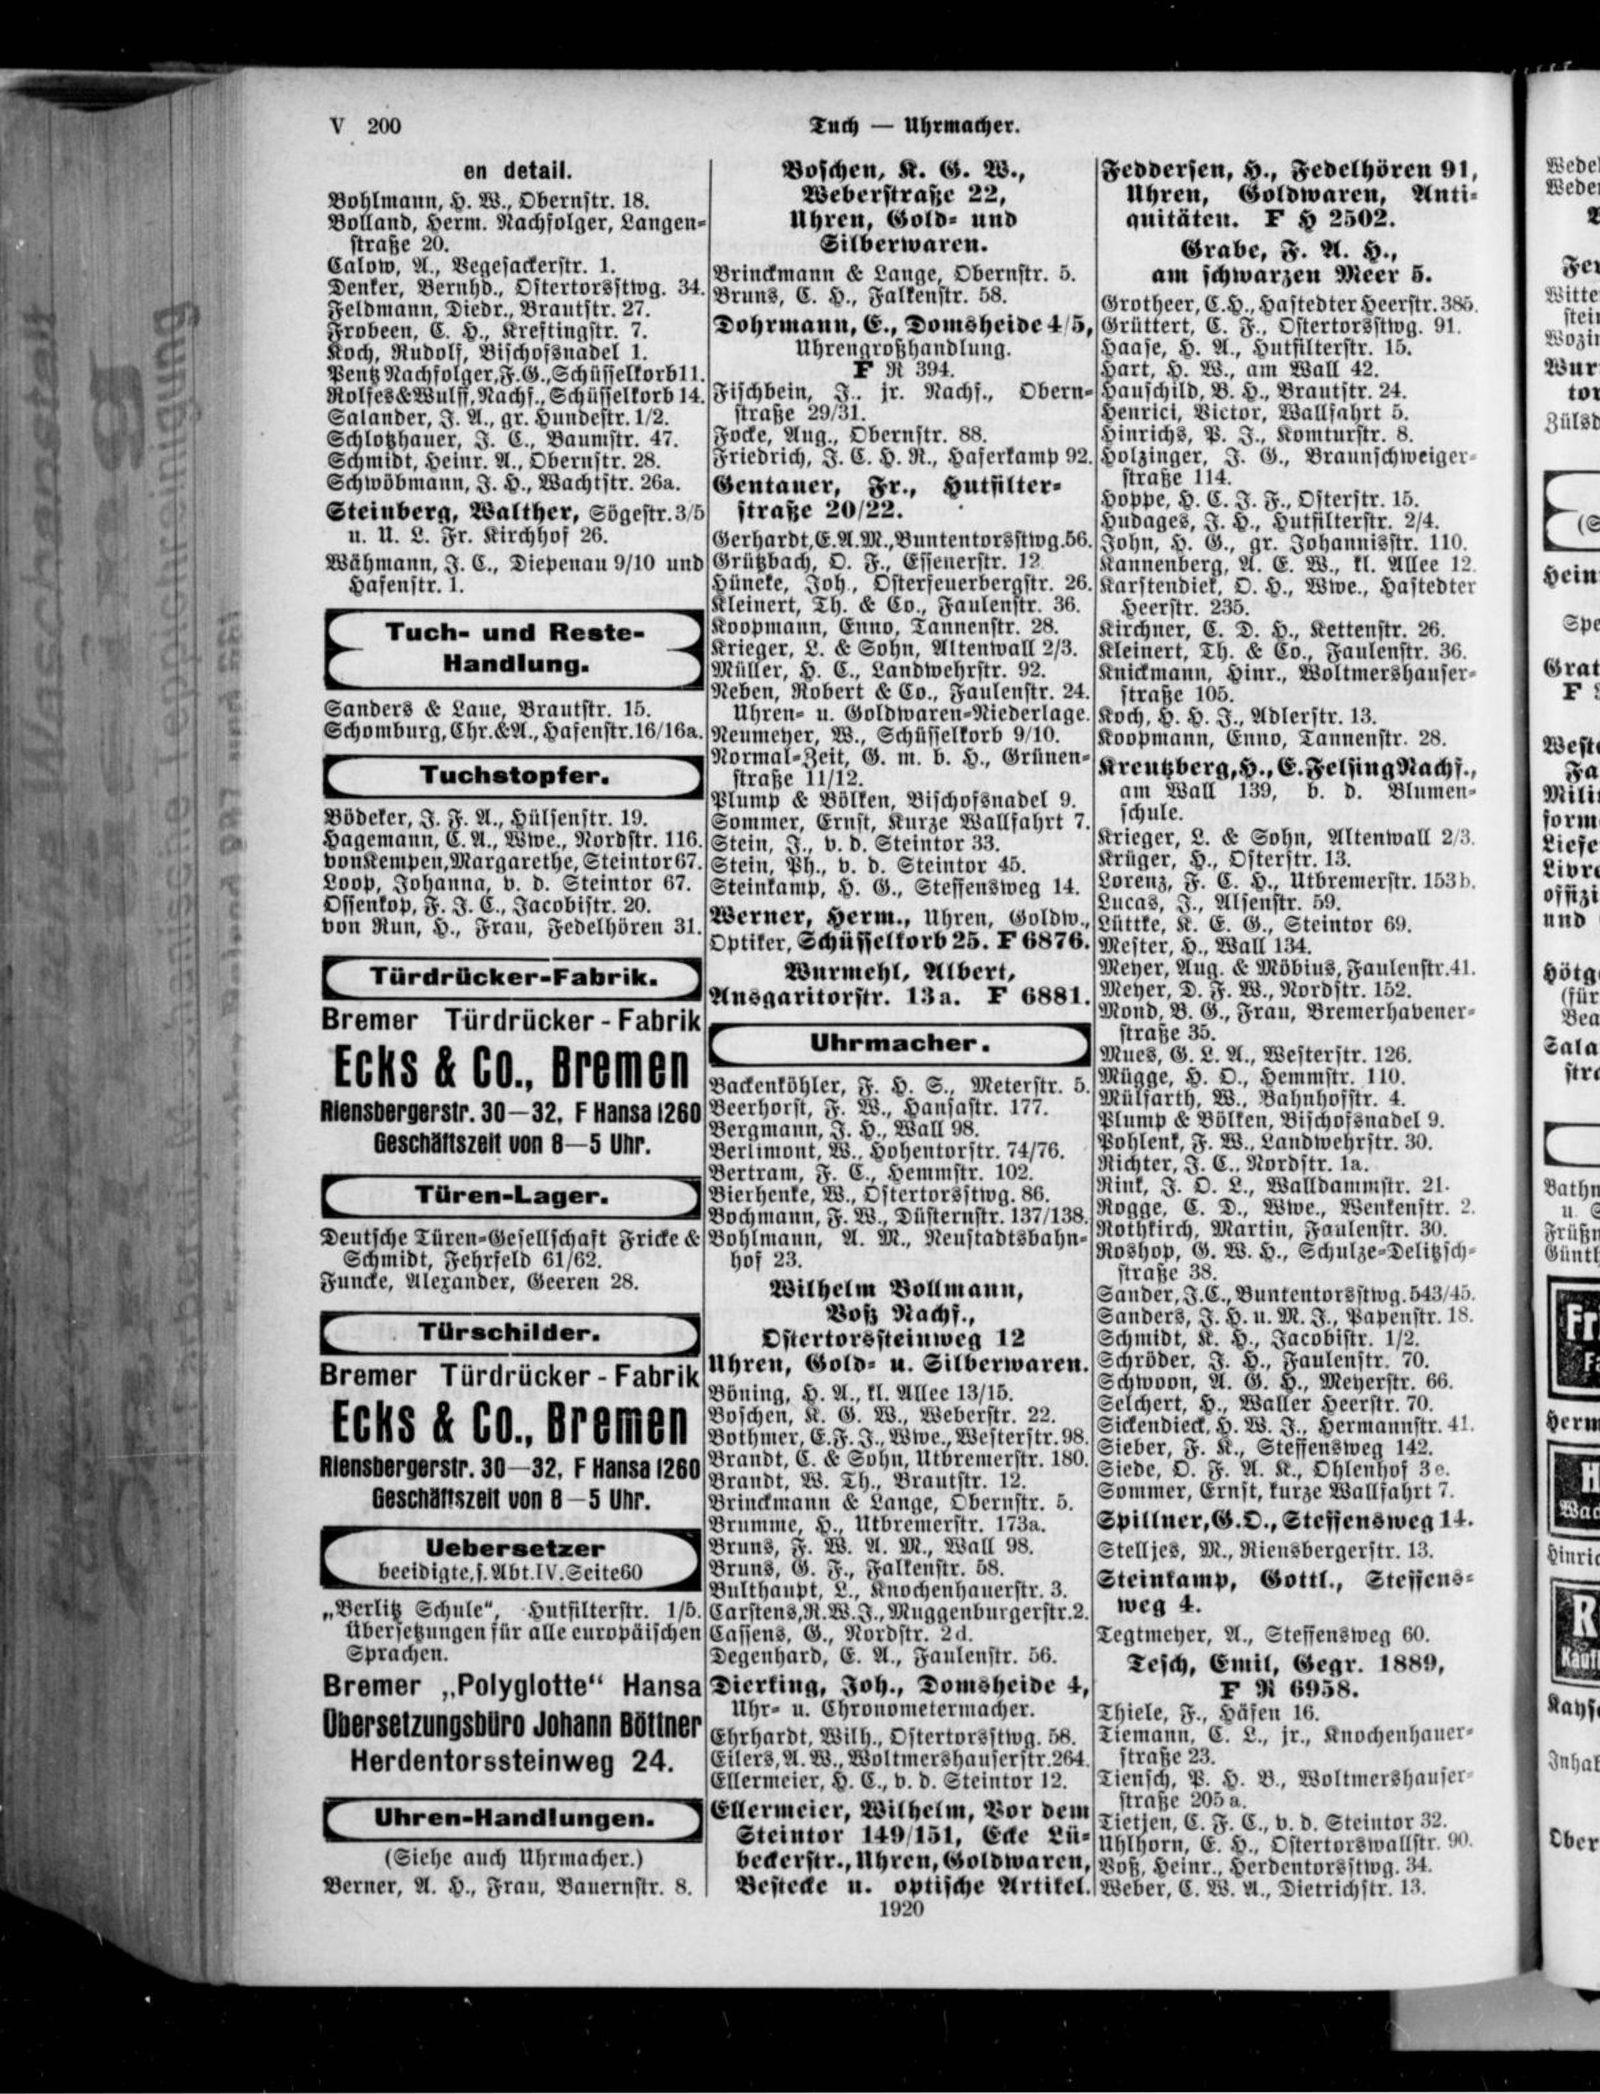 V 200
Tuch — Uhrmacher.
en detail.
Bohlmann, H. W., Obernstr. 18.
Bolland, Herm. Nachfolger, Langen-
straße 20.
Calow, A., Vegesackerstr. 1.
Denker, Bernhd., Ostertorsstwg. 34.
Feldmann, Diedr., Brautstr. 27.
Frobeen, C. H., Kreftingstr. 7.
Koch, Rudolf, Bischofsnadel 1.
Pentz Nachfolger, F. G., Schüsselkorb 11.
Rolfes & Wulff, Nachf., Schüsselkorb 14.
Salander, J. A., gr. Hundestr. 1/2.
Schloßhauer, J. C., Baumstr. 47.
Schmidt, Heinr. A., Obernstr. 28.
Schwöbmann, J. H., Wachtstr. 26a.
Steinberg, Walther, Sögestr. 3/5
u. U. L. Fr. Kirchhof 26.
Wähmann, J. C., Diepenau 9/10 und
Hafenstr. 1.
Tuch- und Reste-
Handlung.
Sanders & Laue, Brautstr. 15.
Schomburg, Chr. & A., Hafenstr. 16/16a.
Tuchstopfer.
Bödeker, J. F. A., Hülsenstr. 19.
Hagemann, C. A., Wwe., Nordstr. 116.
von Kempen, Margarethe, Steintor 67.
Loop, Johanna, v. d. Steintor 67.
Ossenkop, F. J. C., Jacobistr. 20.
von Run, H., Frau, Fedelhören 31.
Türdrücker-Fabrik.
Bremer Türdrücker-Fabrik
Ecks & Co., Bremen
Riensbergerstr. 30—32, F Hansa 1260
Geschäftszeit von 8—5 Uhr.
Türen-Lager.
Deutsche Türen-Gesellschaft Fricke &
Schmidt, Fehrfeld 61/62.
Funcke, Alexander, Geeren 28.
Türschilder.
Bremer Türdrücker-Fabrik
Ecks & Co., Bremen
Riensbergerstr. 30—32, F Hansa 1260
Geschäftszeit von 8—5 Uhr.
Uebersetzer
beeidigte, s. Abt. IV. Seite 60
„Berlitz Schule“, Hutfilterstr. 1/5.
Übersetzungen für alle europäischen
Sprachen.
Bremer „Polyglotte“ Hansa
Übersetzungsbüro Johann Böttner
Herdentorssteinweg 24.
Uhren-Handlungen.
(Siehe auch Uhrmacher.)
Berner, A. H., Frau, Bauernstr. 8.
Boschen, K. G. W.,
Weberstraße 22,
Uhren, Gold- und
Silberwaren.
Brinckmann & Lange, Obernstr. 5.
Bruns, C. H., Falkenstr. 58.
Dohrmann, E., Domsheide 4/5,
Uhrengroßhandlung.
F R 394.
Fischbein, J., jr. Nachf., Obern-
straße 29/31.
Focke, Aug., Obernstr. 88.
Friedrich, J. C. H. R., Haferkamp 92.
Gentauer, Fr., Hutfilter-
straße 20/22.
Gerhardt, E. A. M., Buntentorsstwg. 56.
Grützbach, O. F., Essenerstr. 12
Hüneke, Joh., Osterfeuerbergstr. 26.
Kleinert, Th. & Co., Faulenstr. 36.
Koopmann, Enno, Tannenstr. 28.
Krieger, L. & Sohn, Altenwall 2/3.
Müller, H. C., Landwehrstr. 92.
Neben, Robert & Co., Faulenstr. 24.
Uhren- u. Goldwaren-Niederlage.
Neumeyer, W., Schüsselkorb 9/10.
Normal-Zeit, G. m. b. H., Grünen-
straße 11/12.
Plump & Bölken, Bischofsnadel 9.
Sommer, Ernst, Kurze Wallfahrt 7.
Stein, J., v. d. Steintor 33.
Stein, Ph., v. d. Steintor 45.
Steinkamp, H. G., Steffensweg 14.
Werner, Herm., Uhren, Goldw.,
Optiker, Schüsselkorb 25. F 6876.
Wurmehl, Albert,
Ansgaritorstr. 13a. F 6881.
Uhrmacher.
Backenköhler, F. H. S., Meterstr. 5.
Beerhorst, F. W., Hansastr. 177.
Bergmann, J. H., Wall 98.
Berlimont, W., Hohentorstr. 74/76.
Bertram, F. C., Hemmstr. 102.
Bierhenke, W., Ostertorsstwg. 86.
Bochmann, F. W., Düsternstr. 137/138.
Bohlmann, A. M., Neustadtsbahn-
hof 23.
Wilhelm Bollmann,
Voß Nachf.,
Ostertorssteinweg 12
Uhren, Gold- u. Silberwaren.
Böning, H. A., kl. Allee 13/15.
Boschen, K. G. W., Weberstr. 22.
Bothmer, E. F. J., Wwe., Westerstr. 98.
Brandt, C. & Sohn, Utbremerstr. 180.
Brandt, W. Th., Brautstr. 12.
Brinckmann & Lange, Obernstr. 5.
Brumme, H., Utbremerstr. 173a.
Bruns, F. W. A. M., Wall 98.
Bruns, G. F., Falkenstr. 58.
Bulthaupt, L., Knochenhauerstr. 3.
Carstens, R. W. J., Muggenburgerstr. 2.
Cassens, G., Nordstr. 2d.
Degenhard, E. A., Faulenstr. 56.
Dierking, Joh., Domsheide 4,
Uhr- u. Chronometermacher.
Ehrhardt, Wilh., Ostertorsstwg. 58.
Eilers, A. W., Woltmershauserstr. 264.
Ellermeier, H. C., v. d. Steintor 12.
Ellermeier, Wilhelm, Vor dem
Steintor 149/151, Ecke Lü-
beckerstr., Uhren, Goldwaren,
Bestecke u. optische Artikel.
Feddersen, H., Fedelhören 91,
Uhren, Goldwaren, Anti-
quitäten. F H 2502.
Grabe, F. A. H.,
am schwarzen Meer 5.
Grotheer, C. H., Hastedter Heerstr. 385.
Grüttert, C. F., Ostertorsstwg. 91.
Haase, H. A., Hutfilterstr. 15.
Hart, H. W., am Wall 42.
Hauschild, B. H., Brautstr. 24.
Henrici, Victor, Wallfahrt 5.
Hinrichs, P. J., Komturstr. 8.
Holzinger, J. G., Braunschweiger-
straße 114.
Hoppe, H. C. J. F., Osterstr. 15.
Hudages, J. H., Hutfilterstr. 2/4.
John, H. G., gr. Johannisstr. 110.
Kannenberg, A. E. W., kl. Allee 12.
Karstendiek, O. H., Wwe., Hastedter
Heerstr. 235.
Kirchner, C. D. H., Kettenstr. 26.
Kleinert, Th. & Co., Faulenstr. 36.
Knickmann, Hinr., Woltmershauser-
straße 105.
Koch, H. H. J., Adlerstr. 13.
Koopmann, Enno, Tannenstr. 28.
Kreutzberg, H., E. Felsing Nachf.,
am Wall 139, b. d. Blumen-
schule.
Krieger, L. & Sohn, Altenwall 2/3.
Krüger, H., Osterstr. 13.
Lorenz, F. C. H., Utbremerstr. 153b.
Lucas, J., Alsenstr. 59.
Lüttke, K. E. G., Steintor 69.
Mester, H., Wall 134.
Meyer, Aug. & Möbius, Faulenstr. 41.
Meyer, D. F. W., Nordstr. 152.
Mond, B. G., Frau, Bremerhavener-
straße 35.
Mues, G. L. A., Westerstr. 126.
Mügge, H. O., Hemmstr. 110.
Mülfarth, W., Bahnhofstr. 4.
Plump & Bölken, Bischofsnadel 9.
Pohlenk, F. W., Landwehrstr. 30.
Richter, J. C., Nordstr. 1a.
Rink, J. O. L., Walldammstr. 21.
Rogge, C. D., Wwe., Wenkenstr. 2.
Rothkirch, Martin, Faulenstr. 30.
Roshop, G. W. H., Schulze-Delitzsch-
straße 38.
Sander, J. C., Buntentorsstwg. 543/45.
Sanders, J. H. u. M. J., Papenstr. 18.
Schmidt, K. H., Jacobistr. 1/2.
Schröder, J. H., Faulenstr. 70.
Schwoon, A. G. H., Meyerstr. 66.
Selchert, H., Waller Heerstr. 70.
Sickendieck, H. W. J., Hermannstr. 41.
Sieber, F. K., Steffensweg 142.
Siede, O. F. A. K., Ohlenhof 3e.
Sommer, Ernst, kurze Wallfahrt 7.
Spillner, G. O., Steffensweg 14.
Stelljes, M., Riensbergerstr. 13.
Steinkamp, Gottl., Steffens-
weg 4.
Tegtmeyer, A., Steffensweg 60.
Tesch, Emil, Gegr. 1889,
F R 6958.
Thiele, F., Häfen 16.
Tiemann, C. L., jr., Knochenhauer-
straße 23.
Tiensch, P. H. B., Woltmershauser-
straße 205a.
Tietjen, C. F. C., v. d. Steintor 32.
Uhlhorn, E. H., Ostertorswallstr. 90.
Voß, Heinr., Herdentorsstwg. 34.
Weber, C. W. A., Dietrichstr. 13.
1920